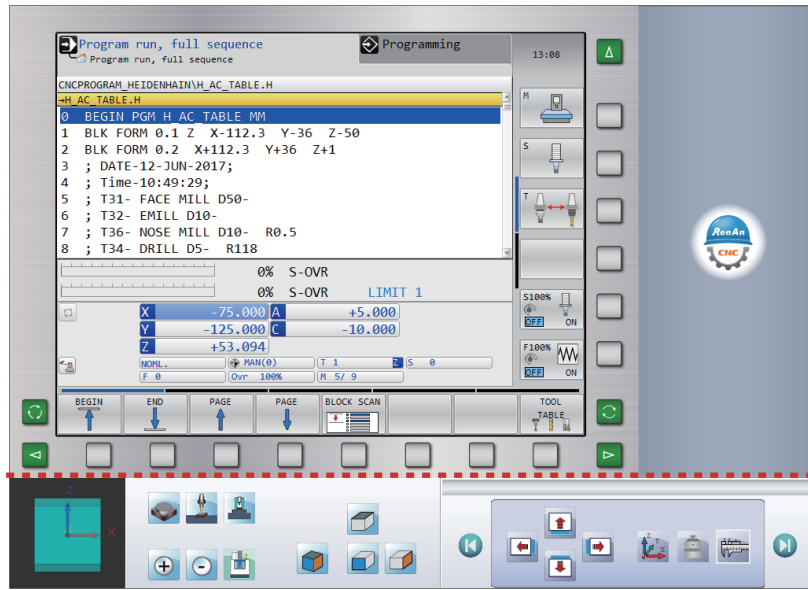 Program run, full sequence
Program run, full sequence
Programming
13:08
CNCPROGRAM_HEIDENHAIN\H_AC_TABLE.H
→H_AC_TABLE.H
0 BEGIN PGM H_AC_TABLE MM
1 BLK FORM 0.1 Z X-112.3 Y-36 Z-50
2 BLK FORM 0.2 X+112.3 Y+36 Z+1
3 ; DATE-12-JUN-2017;
4 ; Time-10:49:29;
5 ; T31- FACE MILL D50-
6 ; T32- EMILL D10-
7 ; T36- NOSE MILL D10- R0.5
8 ; T34- DRILL D5- R118
0% S-OVR
0% S-OVR LIMIT 1
X -75.000 A +5.000
Y -125.000 C -10.000
Z +53.094
NOML. MAN(0) T 1 Z S 0
F 0 Ovr 100% M 5/ 9
M
S
T
S100%
OFF ON
F100%
OFF ON
BEGIN END PAGE PAGE BLOCK SCAN TOOL TABLE
RenAn
CNC
Z
Y
X
Z
Y
X